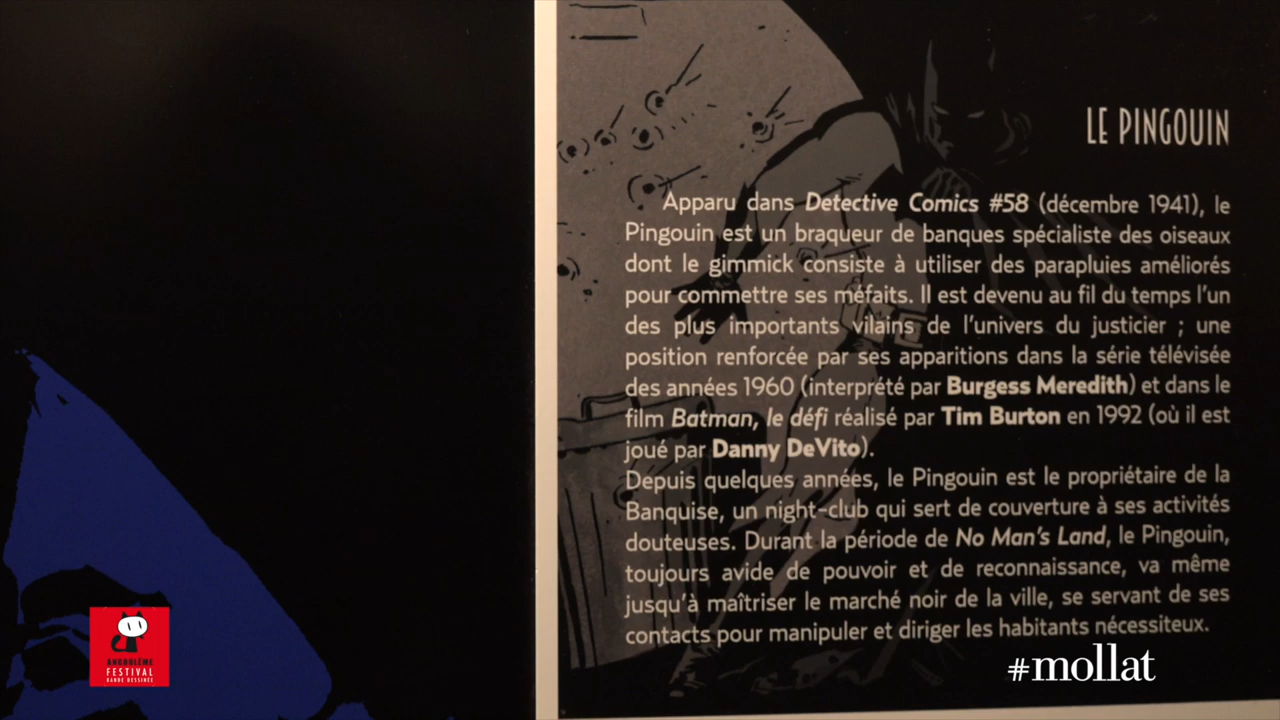 LE PINGOUIN
Apparu dans Detective Comics #58 (décembre 1941), le
Pingouin est un braqueur de banques spécialiste des oiseaux
dont le gimmick consiste à utiliser des parapluies améliorés
pour commettre ses méfaits. Il est devenu au fil du temps l'un
des plus importants vilains de l'univers du justicier ; une
position renforcée par ses apparitions dans la série télévisée
des années 1960 (interprété par Burgess Meredith) et dans le
film Batman, le défi réalisé par Tim Burton en 1992 (où il est
joué par Danny DeVito).
Depuis quelques années, le Pingouin est le propriétaire de la
Banquise, un night-club qui sert de couverture à ses activités
douteuses. Durant la période de No Man's Land, le Pingouin,
toujours avide de pouvoir et de reconnaissance, va même
jusqu'à maîtriser le marché noir de la ville, se servant de ses
contacts pour manipuler et diriger les habitants nécessiteux.
ANGOULÊME
FESTIVAL
BANDE DESSINÉE
#mollat